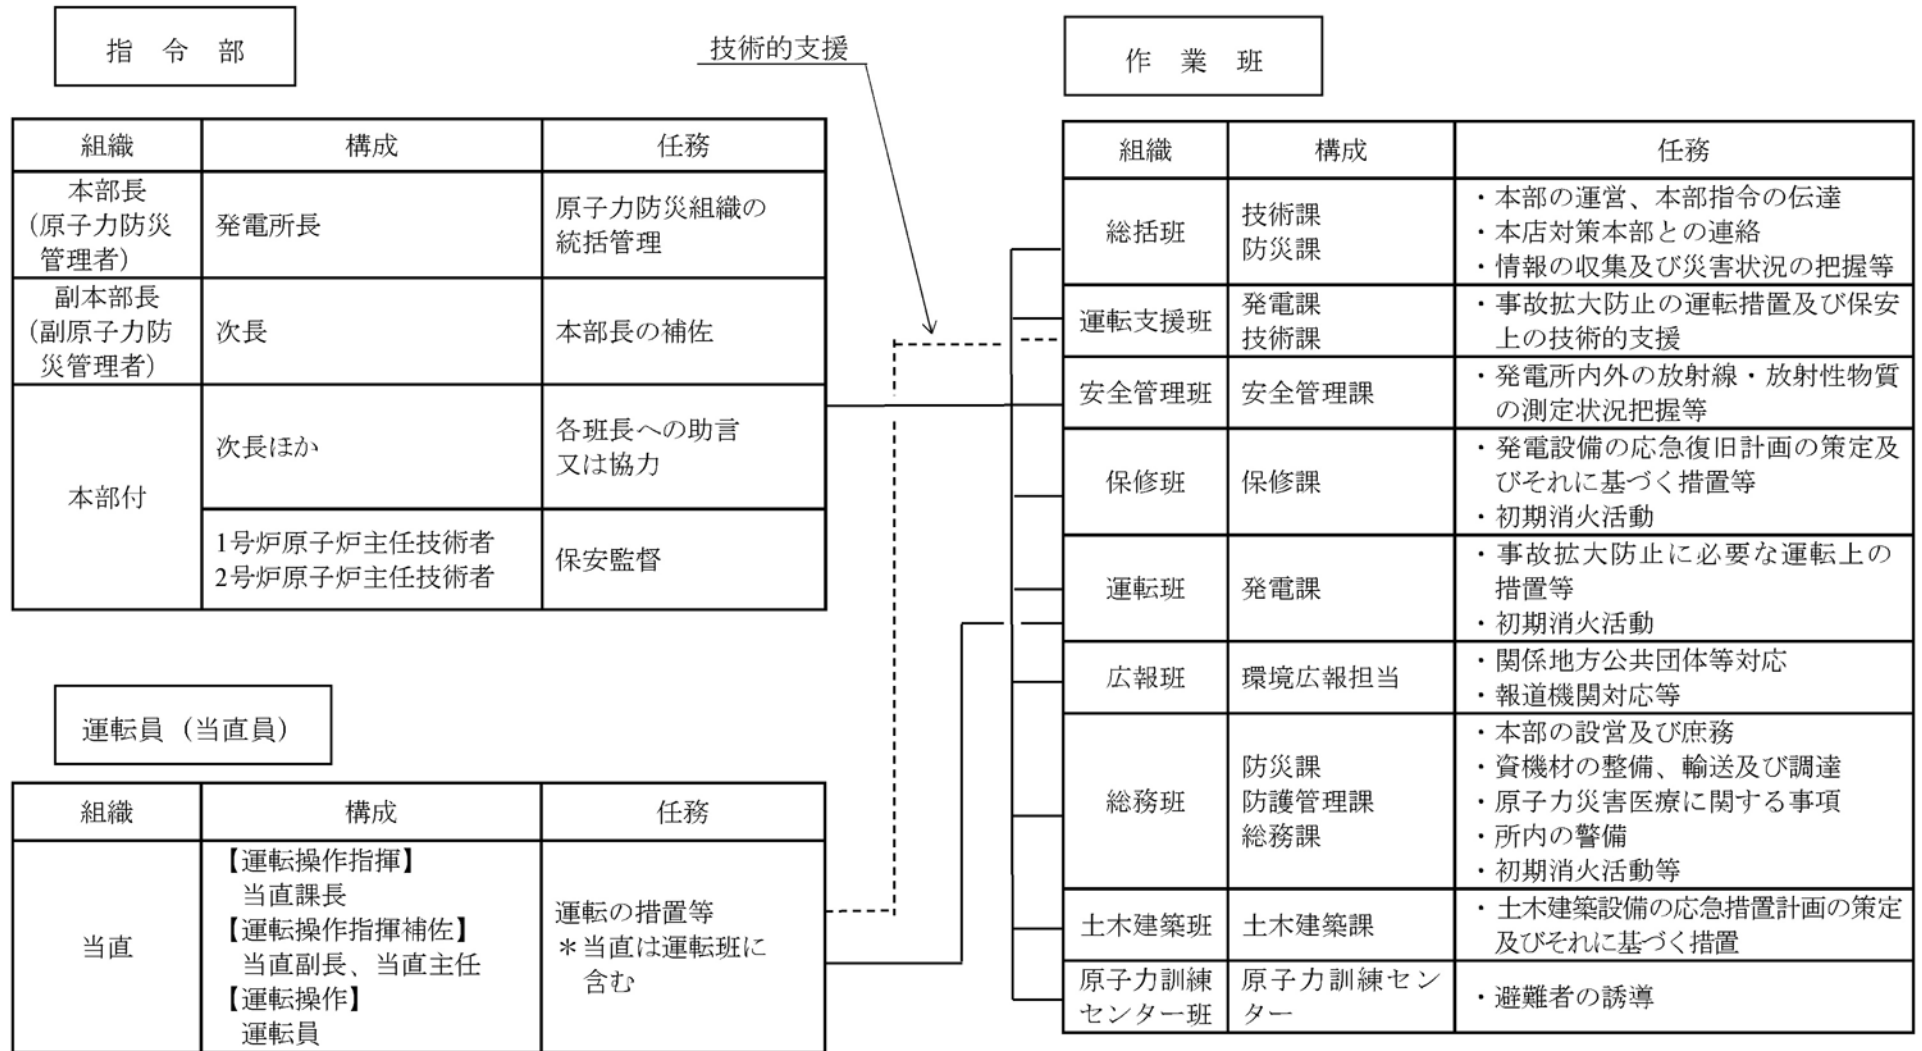 指 令 部
組織 構成 任務
本部長
（原子力防災
管理者）
発電所長
原子力防災組織の
統括管理
副本部長
（副原子力防
災管理者）
次長
本部長の補佐
本部付
次長ほか
各班長への助言
又は協力
1号炉原子炉主任技術者
2号炉原子炉主任技術者
保安監督
運転員（当直員）
組織 構成 任務
当直
【運転操作指揮】
当直課長
【運転操作指揮補佐】
当直副長、当直主任
【運転操作】
運転員
運転の措置等
＊当直は運転班に
含む
技術的支援
作 業 班
組織 構成 任務
総括班
技術課
防災課
・本部の運営、本部指令の伝達
・本店対策本部との連絡
・情報の収集及び災害状況の把握等
運転支援班
発電課
技術課
・事故拡大防止の運転措置及び保安
上の技術的支援
安全管理班
安全管理課
・発電所内外の放射線・放射性物質
の測定状況把握等
保修班
保修課
・発電設備の応急復旧計画の策定及
びそれに基づく措置等
・初期消火活動
運転班
発電課
・事故拡大防止に必要な運転上の
措置等
・初期消火活動
広報班
環境広報担当
・関係地方公共団体等対応
・報道機関対応等
総務班
防災課
防護管理課
総務課
・本部の設営及び庶務
・資機材の整備、輸送及び調達
・原子力災害医療に関する事項
・所内の警備
・初期消火活動等
土木建築班
土木建築課
・土木建築設備の応急措置計画の策定
及びそれに基づく措置
原子力訓練
センター班
原子力訓練セン
ター
・避難者の誘導